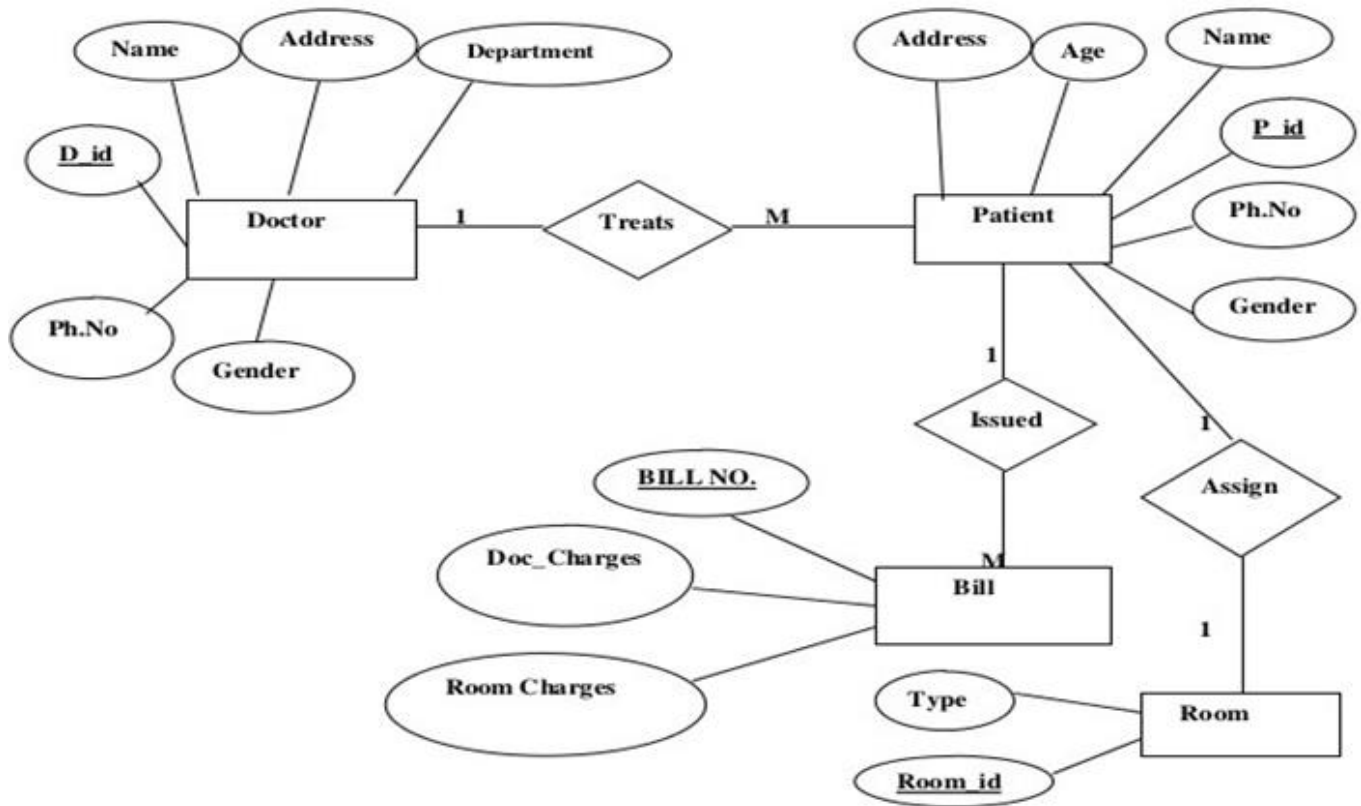 Name
Address
Department
Address
Age
Name
D_id
P_id
Doctor
1
Treats
M
Patient
Ph.No
Ph.No
Gender
Gender
1
Issued
1
BILL NO.
Assign
Doc_Charges
M
Bill
1
Room Charges
Type
Room
Room_id